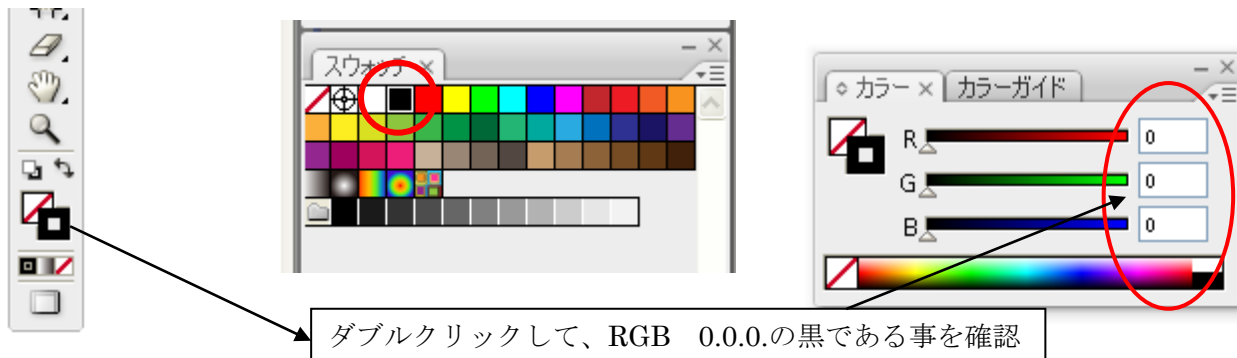 スウォッチ ×
カラー × カラーガイド
R 0
G 0
B 0
ダブルクリックして、RGB　0.0.0.の黒である事を確認